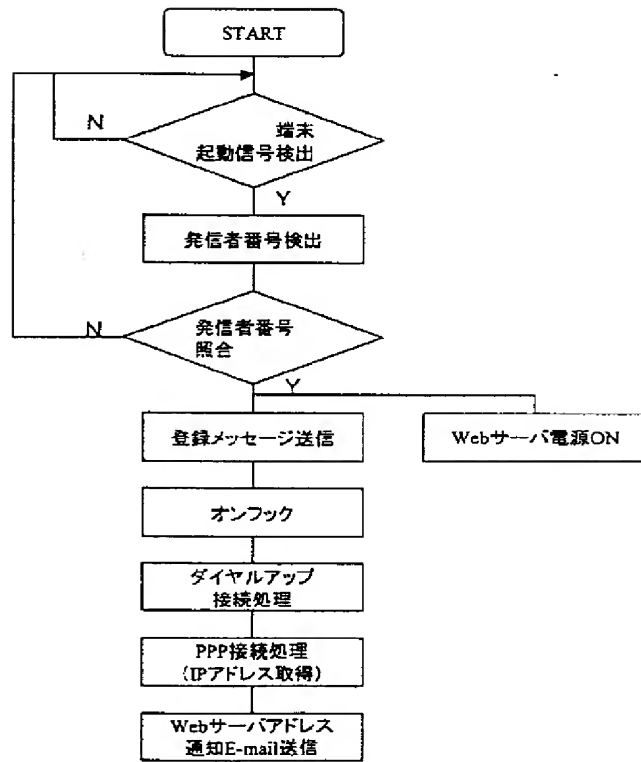 START
N
端末
起動信号検出
Y
発信者番号検出
N
発信者番号
照合
Y
登録メッセージ送信
Webサーバ電源ON
オンフック
ダイヤルアップ
接続処理
PPP接続処理
(IPアドレス取得)
Webサーバアドレス
通知E-mail送信